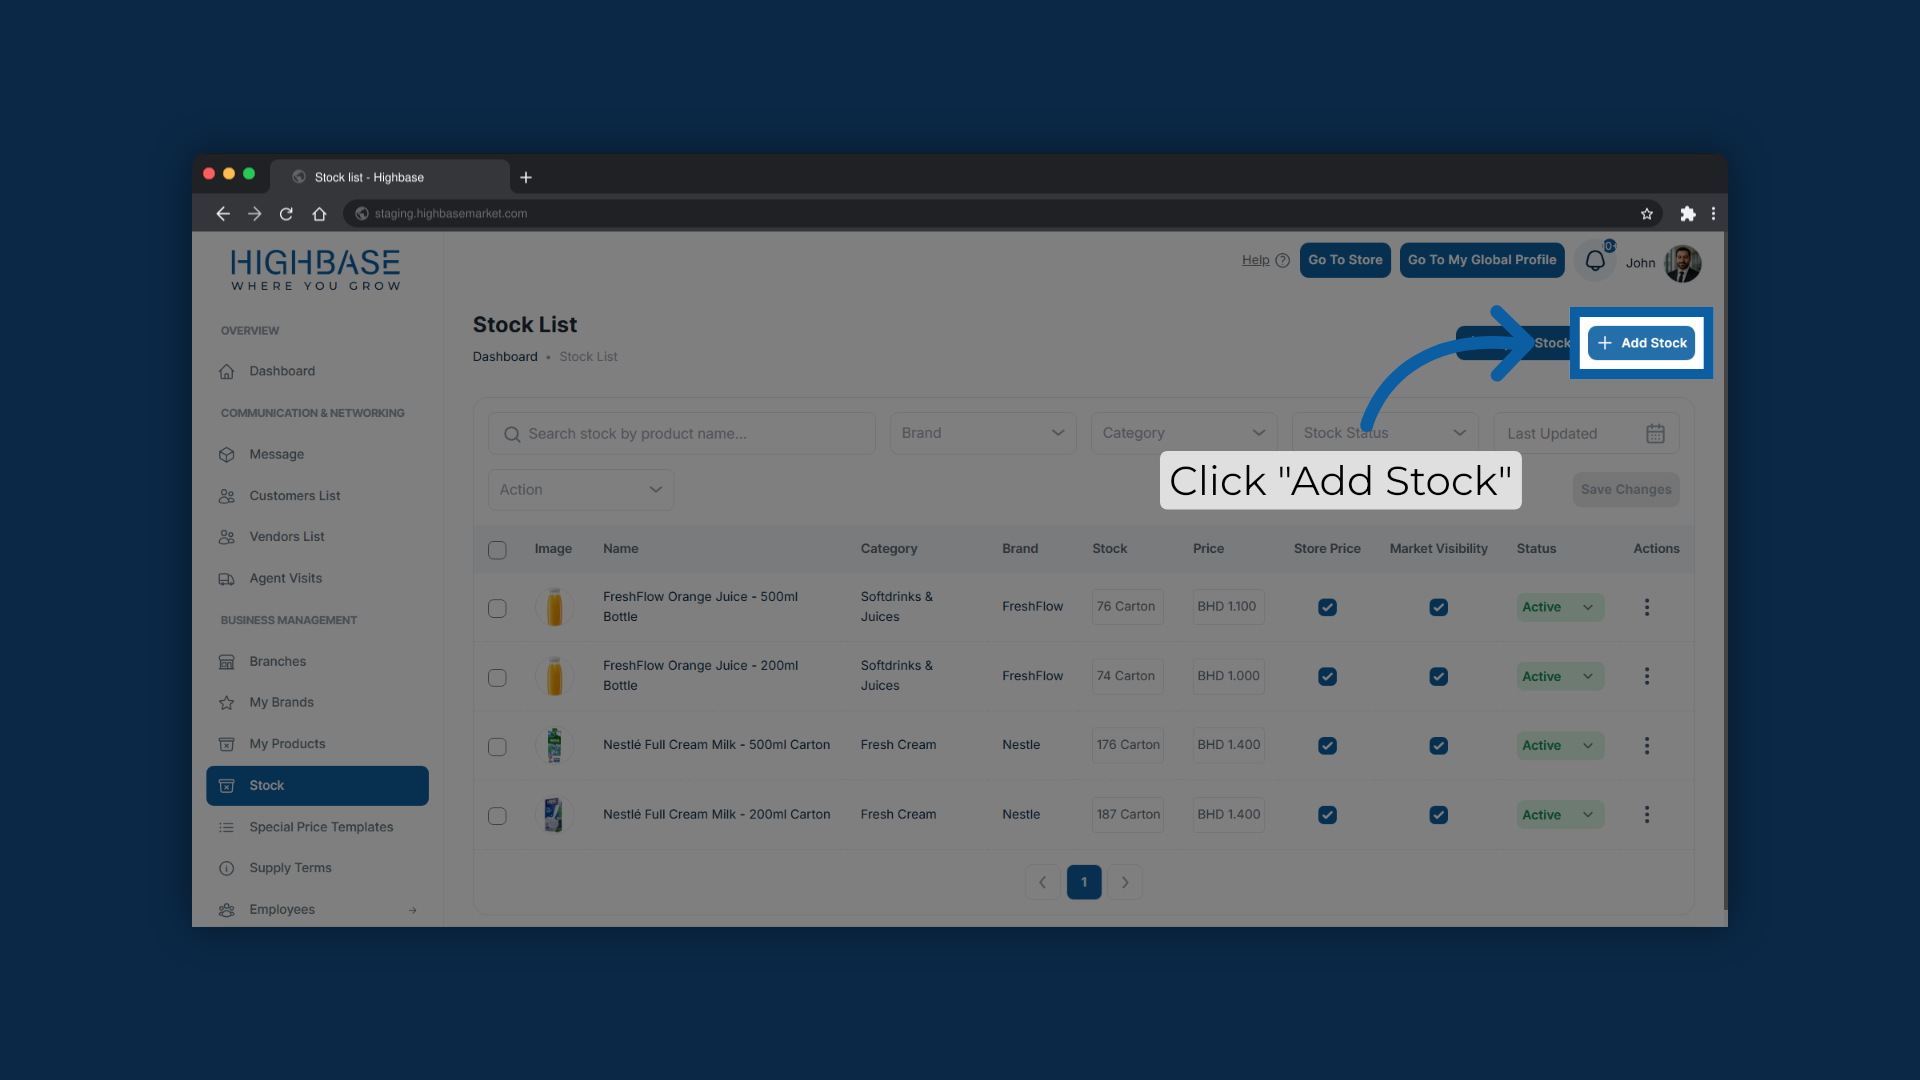 Stock list - Highbase
staging.highbasemarket.com
HIGHBASE
WHERE YOU GROW
Help
Go To Store
Go To My Global Profile
John
OVERVIEW
Dashboard
COMMUNICATION & NETWORKING
Message
Customers List
Vendors List
Agent Visits
BUSINESS MANAGEMENT
Branches
My Brands
My Products
Stock
Special Price Templates
Supply Terms
Employees
Stock List
Dashboard • Stock List
Stock
Add Stock
Search stock by product name...
Brand
Category
Stock Status
Last Updated
Action
Click "Add Stock"
Save Changes
Image Name Category Brand Stock Price Store Price Market Visibility Status Actions
FreshFlow Orange Juice - 500ml
Bottle
Softdrinks &
Juices
FreshFlow
76 Carton
BHD 1.100
Active
FreshFlow Orange Juice - 200ml
Bottle
Softdrinks &
Juices
FreshFlow
74 Carton
BHD 1.000
Active
Nestlé Full Cream Milk - 500ml Carton
Fresh Cream
Nestle
176 Carton
BHD 1.400
Active
Nestlé Full Cream Milk - 200ml Carton
Fresh Cream
Nestle
187 Carton
BHD 1.400
Active
1